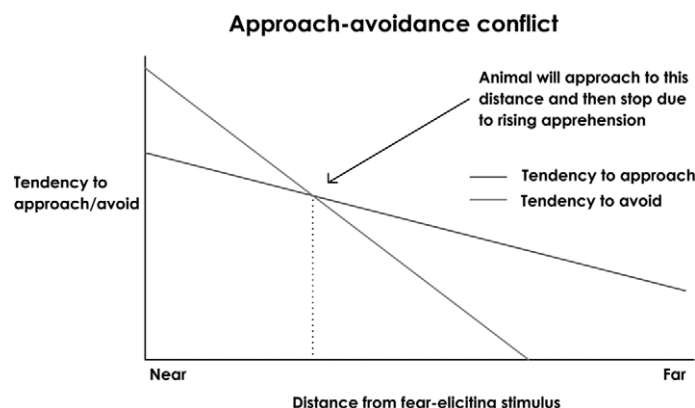 Approach-avoidance conflict
Animal will approach to this
distance and then stop due
to rising apprehension
Tendency to
approach/avoid
Tendency to approach
Tendency to avoid
Near
Far
Distance from fear-eliciting stimulus